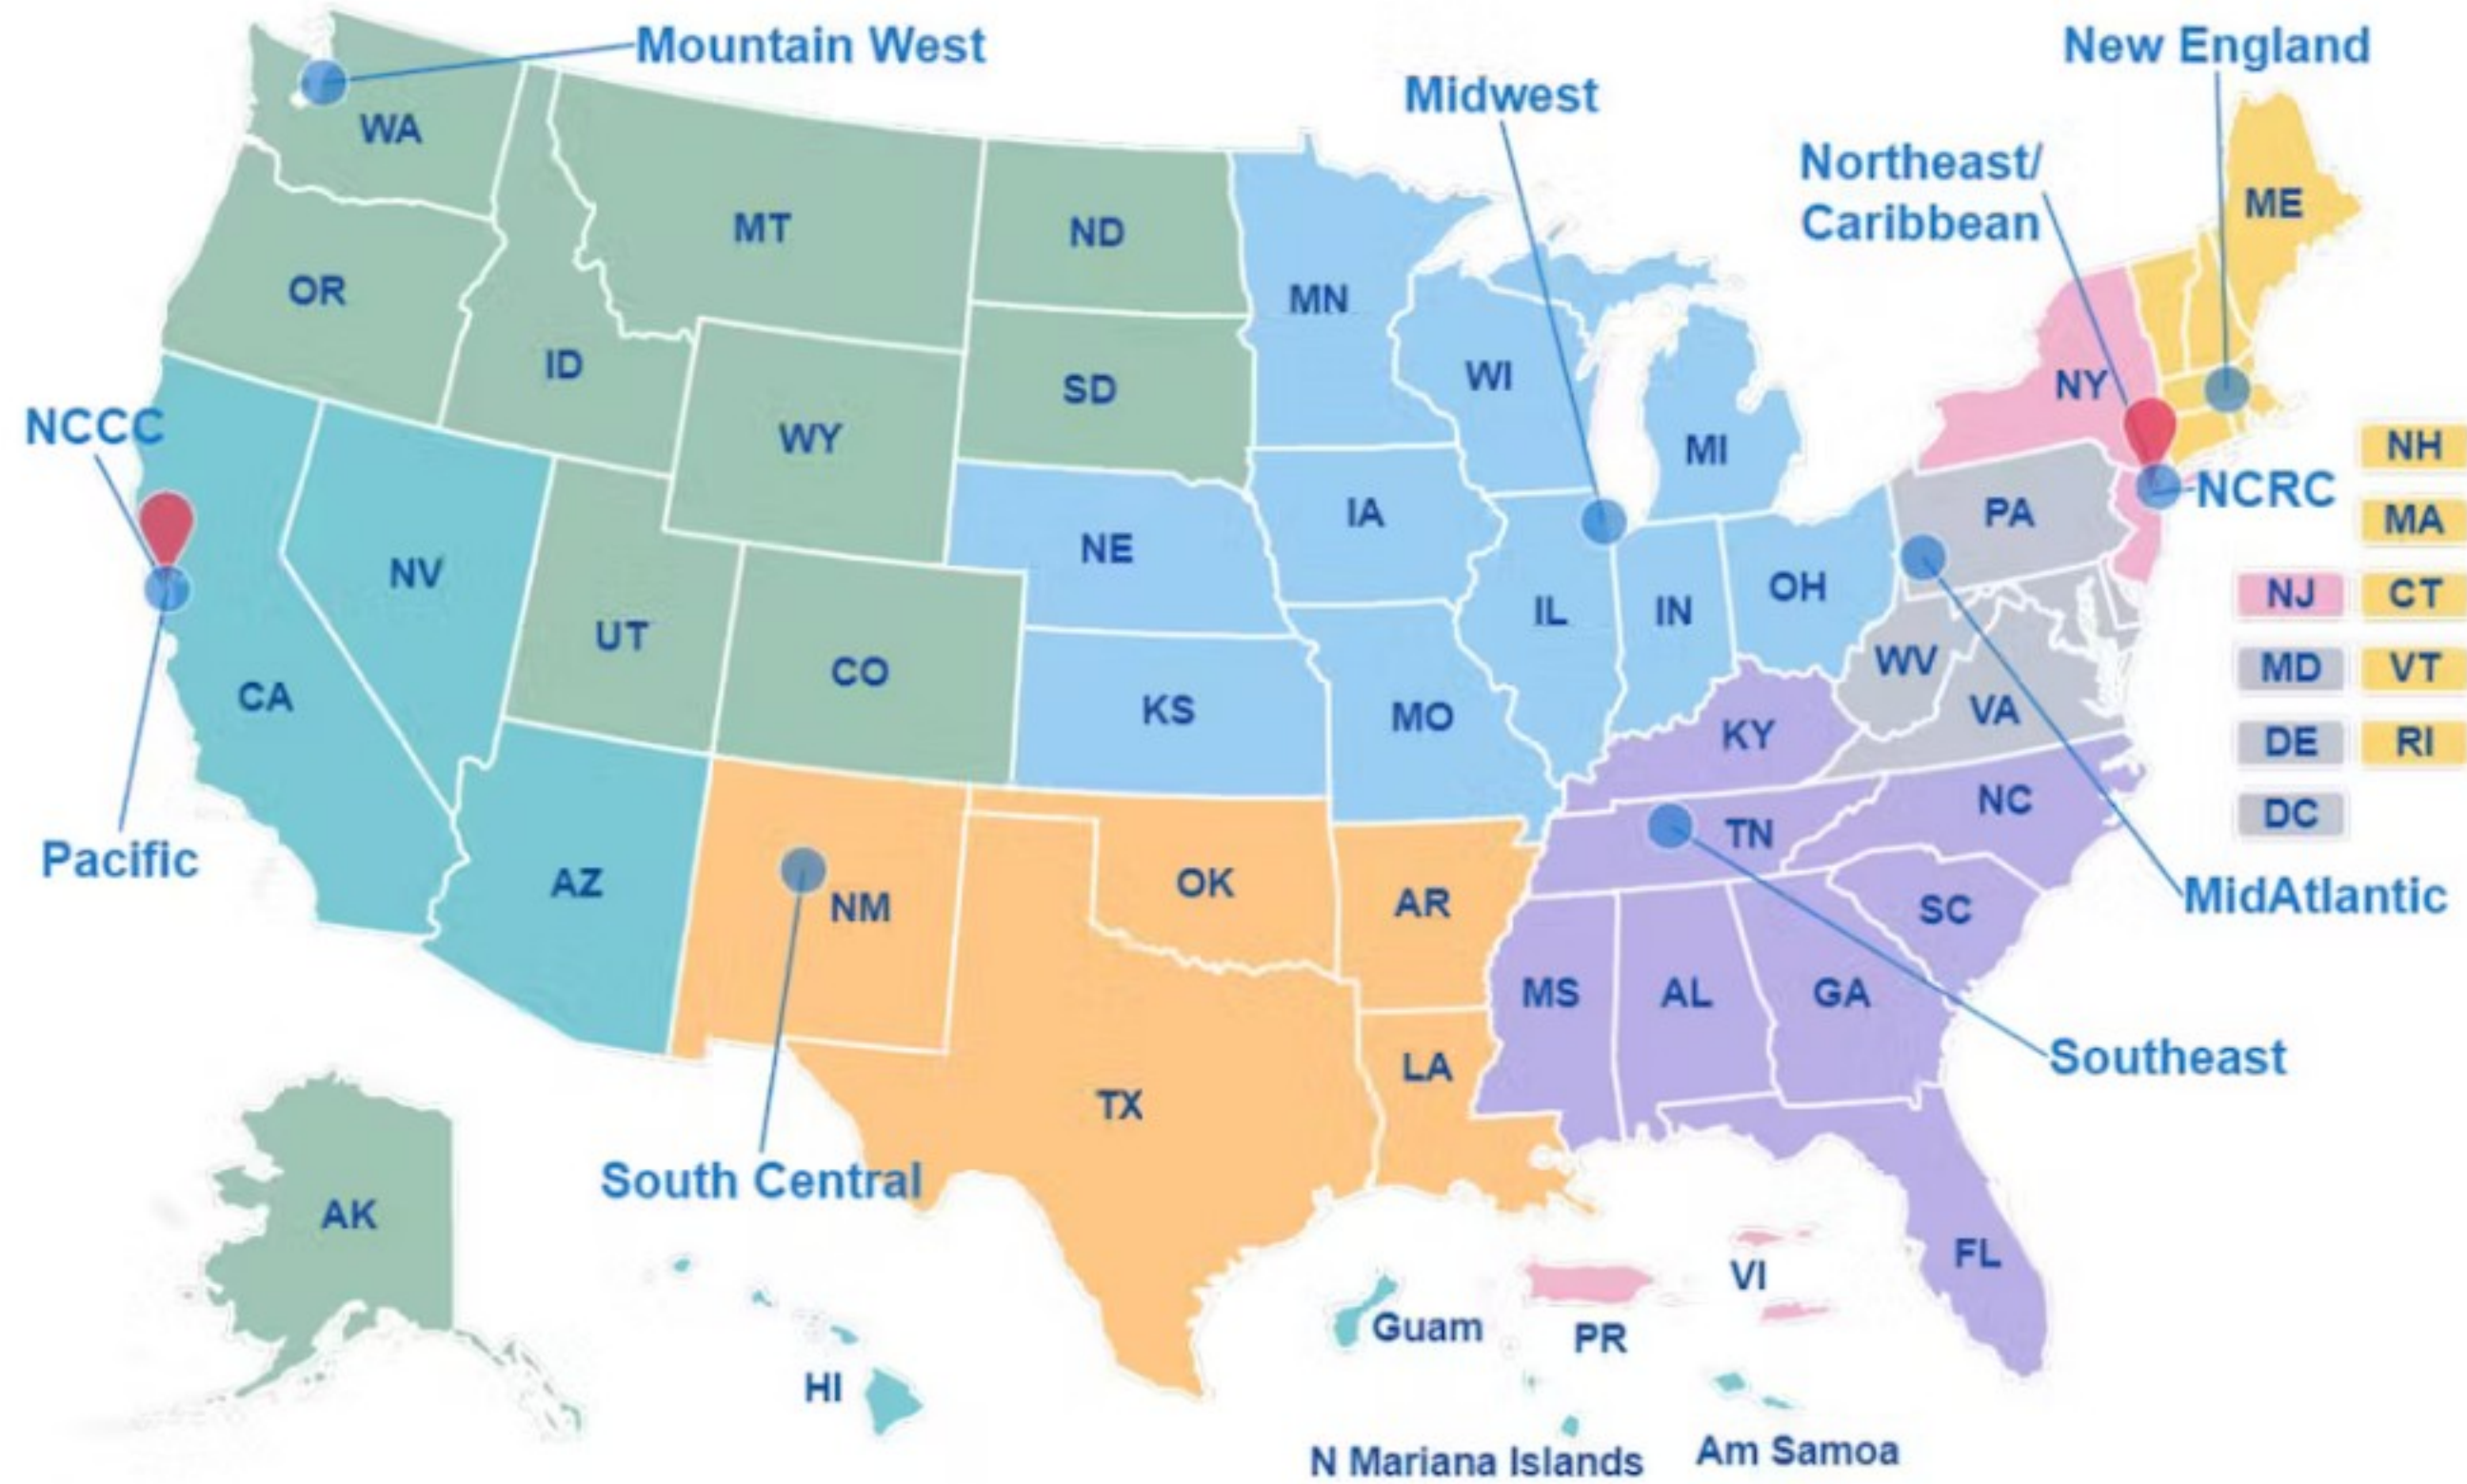 Mountain West
New England
Midwest
Northeast/
Caribbean
WA
MT
ND
ME
OR
MN
ID
SD
WI
NY
NCCC
WY
MI
NH
NCRC
IA
PA
MA
NE
NV
OH
NJ
CT
IL
IN
UT
CO
WV
MD
VT
CA
KS
MO
KY
VA
DE
RI
NC
DC
TN
Pacific
AZ
NM
OK
AR
SC
MidAtlantic
MS
AL
GA
LA
Southeast
TX
South Central
AK
FL
VI
Guam
PR
HI
N Mariana Islands
Am Samoa